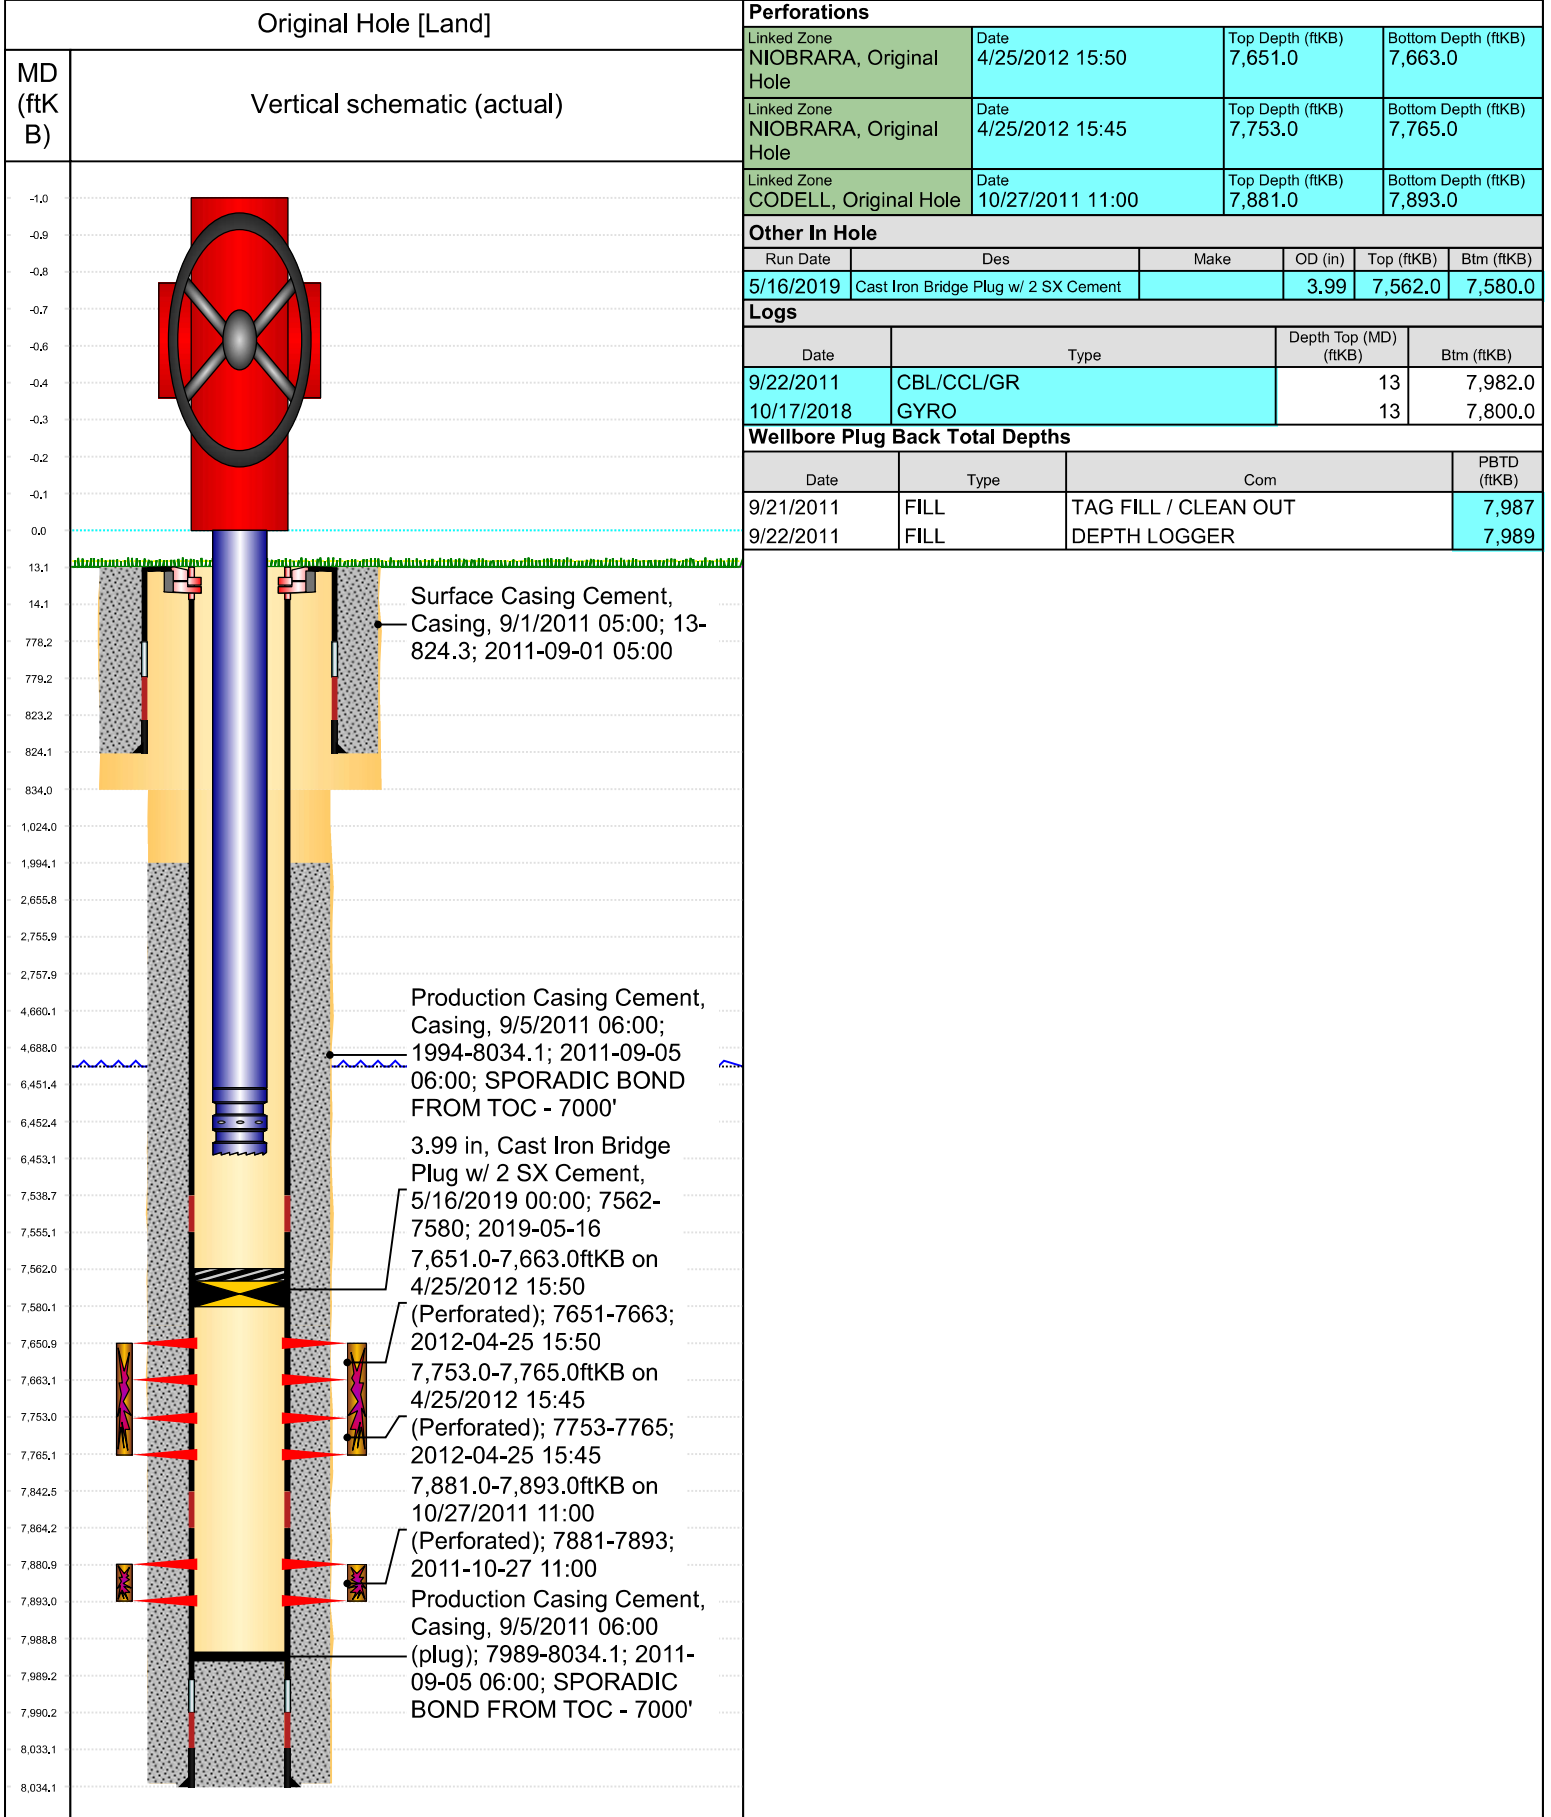 Original Hole [Land]
MD
(ftK
B)
Vertical schematic (actual)
-1.0
-0.9
-0.8
-0.7
-0.6
-0.4
-0.3
-0.2
-0.1
0.0
13.1
14.1
778.2
779.2
823.2
824.1
834.0
1,024.0
1,994.1
2,655.8
2,755.9
2,757.9
4,660.1
4,688.0
6,451.4
6,452.4
6,453.1
7,538.7
7,555.1
7,562.0
7,580.1
7,650.9
7,663.1
7,753.0
7,765.1
7,842.5
7,864.2
7,880.9
7,893.0
7,988.8
7,989.2
7,990.2
8,033.1
8,034.1
Surface Casing Cement,
Casing, 9/1/2011 05:00; 13-
824.3; 2011-09-01 05:00
Production Casing Cement,
Casing, 9/5/2011 06:00;
1994-8034.1; 2011-09-05
06:00; SPORADIC BOND
FROM TOC - 7000'
3.99 in, Cast Iron Bridge
Plug w/ 2 SX Cement,
5/16/2019 00:00; 7562-
7580; 2019-05-16
7,651.0-7,663.0ftKB on
4/25/2012 15:50
(Perforated); 7651-7663;
2012-04-25 15:50
7,753.0-7,765.0ftKB on
4/25/2012 15:45
(Perforated); 7753-7765;
2012-04-25 15:45
7,881.0-7,893.0ftKB on
10/27/2011 11:00
(Perforated); 7881-7893;
2011-10-27 11:00
Production Casing Cement,
Casing, 9/5/2011 06:00
(plug); 7989-8034.1; 2011-
09-05 06:00; SPORADIC
BOND FROM TOC - 7000'
Perforations
Linked Zone Date Top Depth (ftKB) Bottom Depth (ftKB)
NIOBRARA, Original 4/25/2012 15:50 7,651.0 7,663.0
Hole
Linked Zone Date Top Depth (ftKB) Bottom Depth (ftKB)
NIOBRARA, Original 4/25/2012 15:45 7,753.0 7,765.0
Hole
Linked Zone Date Top Depth (ftKB) Bottom Depth (ftKB)
CODELL, Original Hole 10/27/2011 11:00 7,881.0 7,893.0
Other In Hole
Run Date Des Make OD (in) Top (ftKB) Btm (ftKB)
5/16/2019 Cast Iron Bridge Plug w/ 2 SX Cement 3.99 7,562.0 7,580.0
Logs
Date Type Depth Top (MD) (ftKB) Btm (ftKB)
9/22/2011 CBL/CCL/GR 13 7,982.0
10/17/2018 GYRO 13 7,800.0
Wellbore Plug Back Total Depths
Date Type Com PBTD (ftKB)
9/21/2011 FILL TAG FILL / CLEAN OUT 7,987
9/22/2011 FILL DEPTH LOGGER 7,989